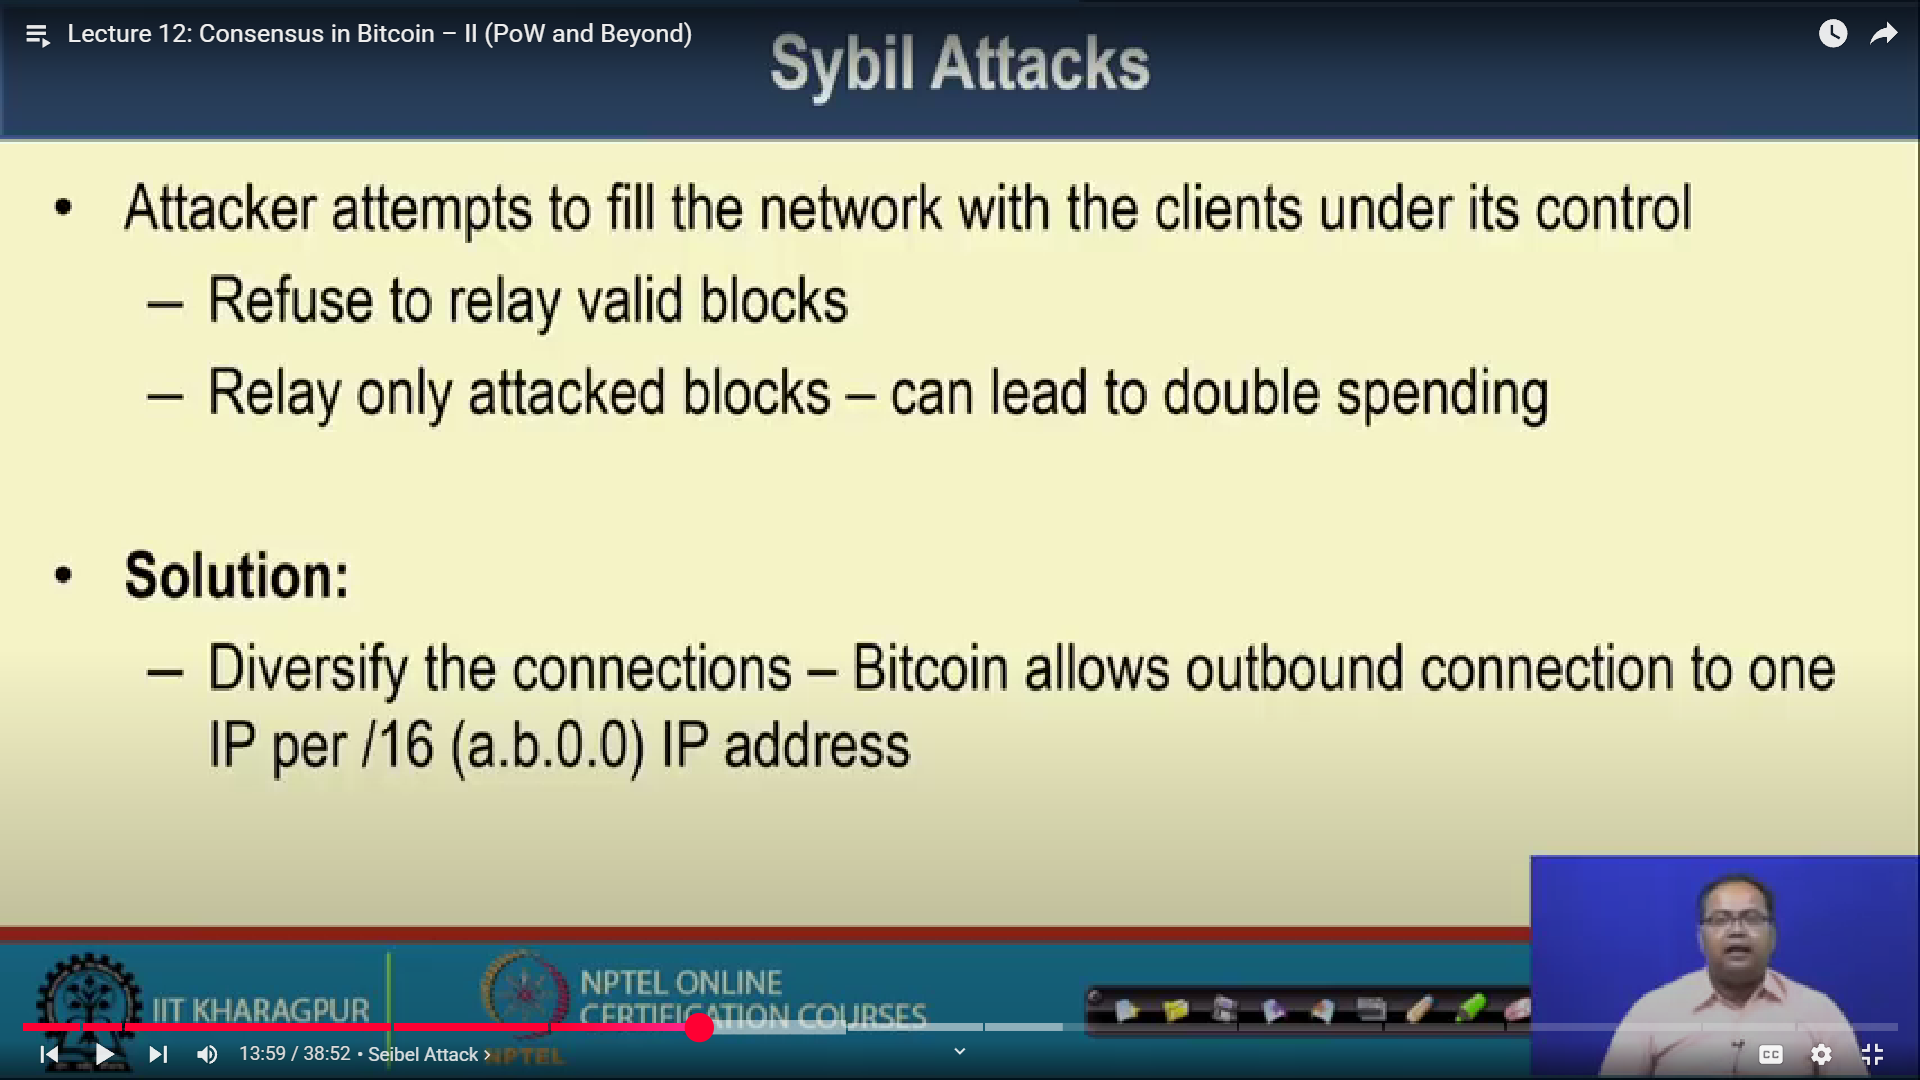 Lecture 12: Consensus in Bitcoin – II (PoW and Beyond)
Sybil Attacks
• Attacker attempts to fill the network with the clients under its control
– Refuse to relay valid blocks
– Relay only attacked blocks – can lead to double spending
• Solution:
– Diversify the connections – Bitcoin allows outbound connection to one
IP per /16 (a.b.0.0) IP address
IIT KHARAGPUR
NPTEL ONLINE
CERTIFICATION COURSES
NPTEL
13:59 / 38:52 • Seibel Attack ›
CC